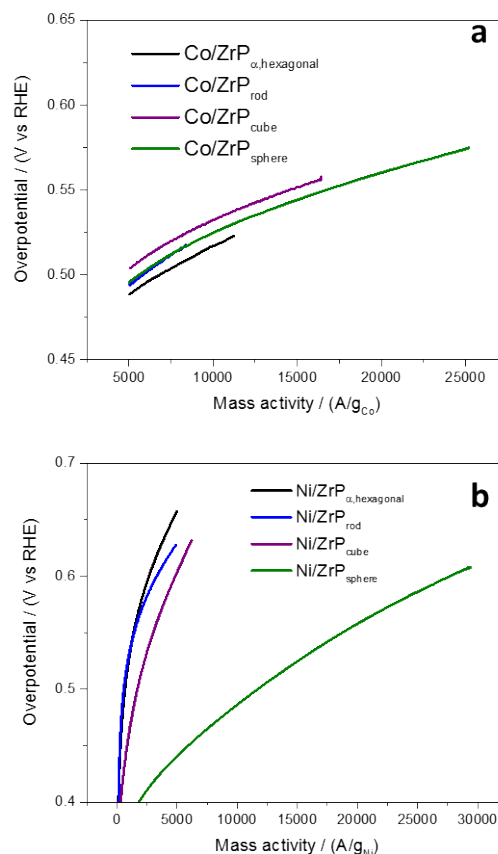 a
0.65
0.60
0.55
0.50
0.45
Overpotential / (V vs RHE)
Co/ZrPα,hexagonal
Co/ZrProd
Co/ZrPcube
Co/ZrPsphere
5000 10000 15000 20000 25000
Mass activity / (A/gCo)
b
0.7
0.6
0.5
0.4
Overpotential / (V vs RHE)
Ni/ZrPα,hexagonal
Ni/ZrProd
Ni/ZrPcube
Ni/ZrPsphere
0 5000 10000 15000 20000 25000 30000
Mass activity / (A/gNi)